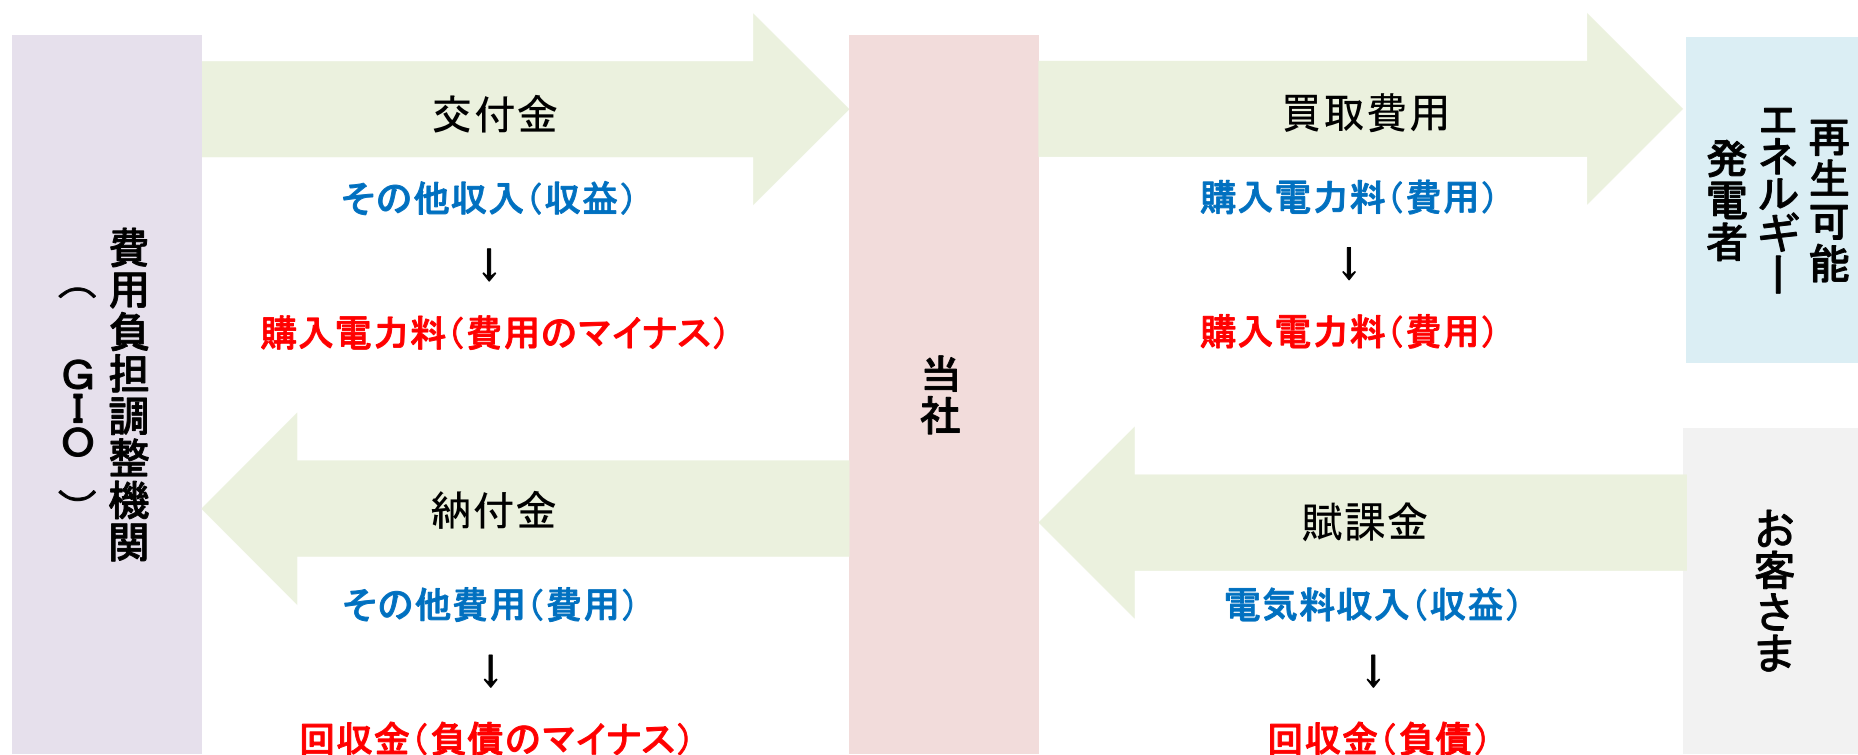 費用負担調整機関
（ＧＩＯ）
交付金
その他収入（収益）
↓
購入電力料（費用のマイナス）
納付金
その他費用（費用）
↓
回収金（負債のマイナス）
当社
買取費用
購入電力料（費用）
↓
購入電力料（費用）
賦課金
電気料収入（収益）
↓
回収金（負債）
再生可能
エネルギー
発電者
お客さま